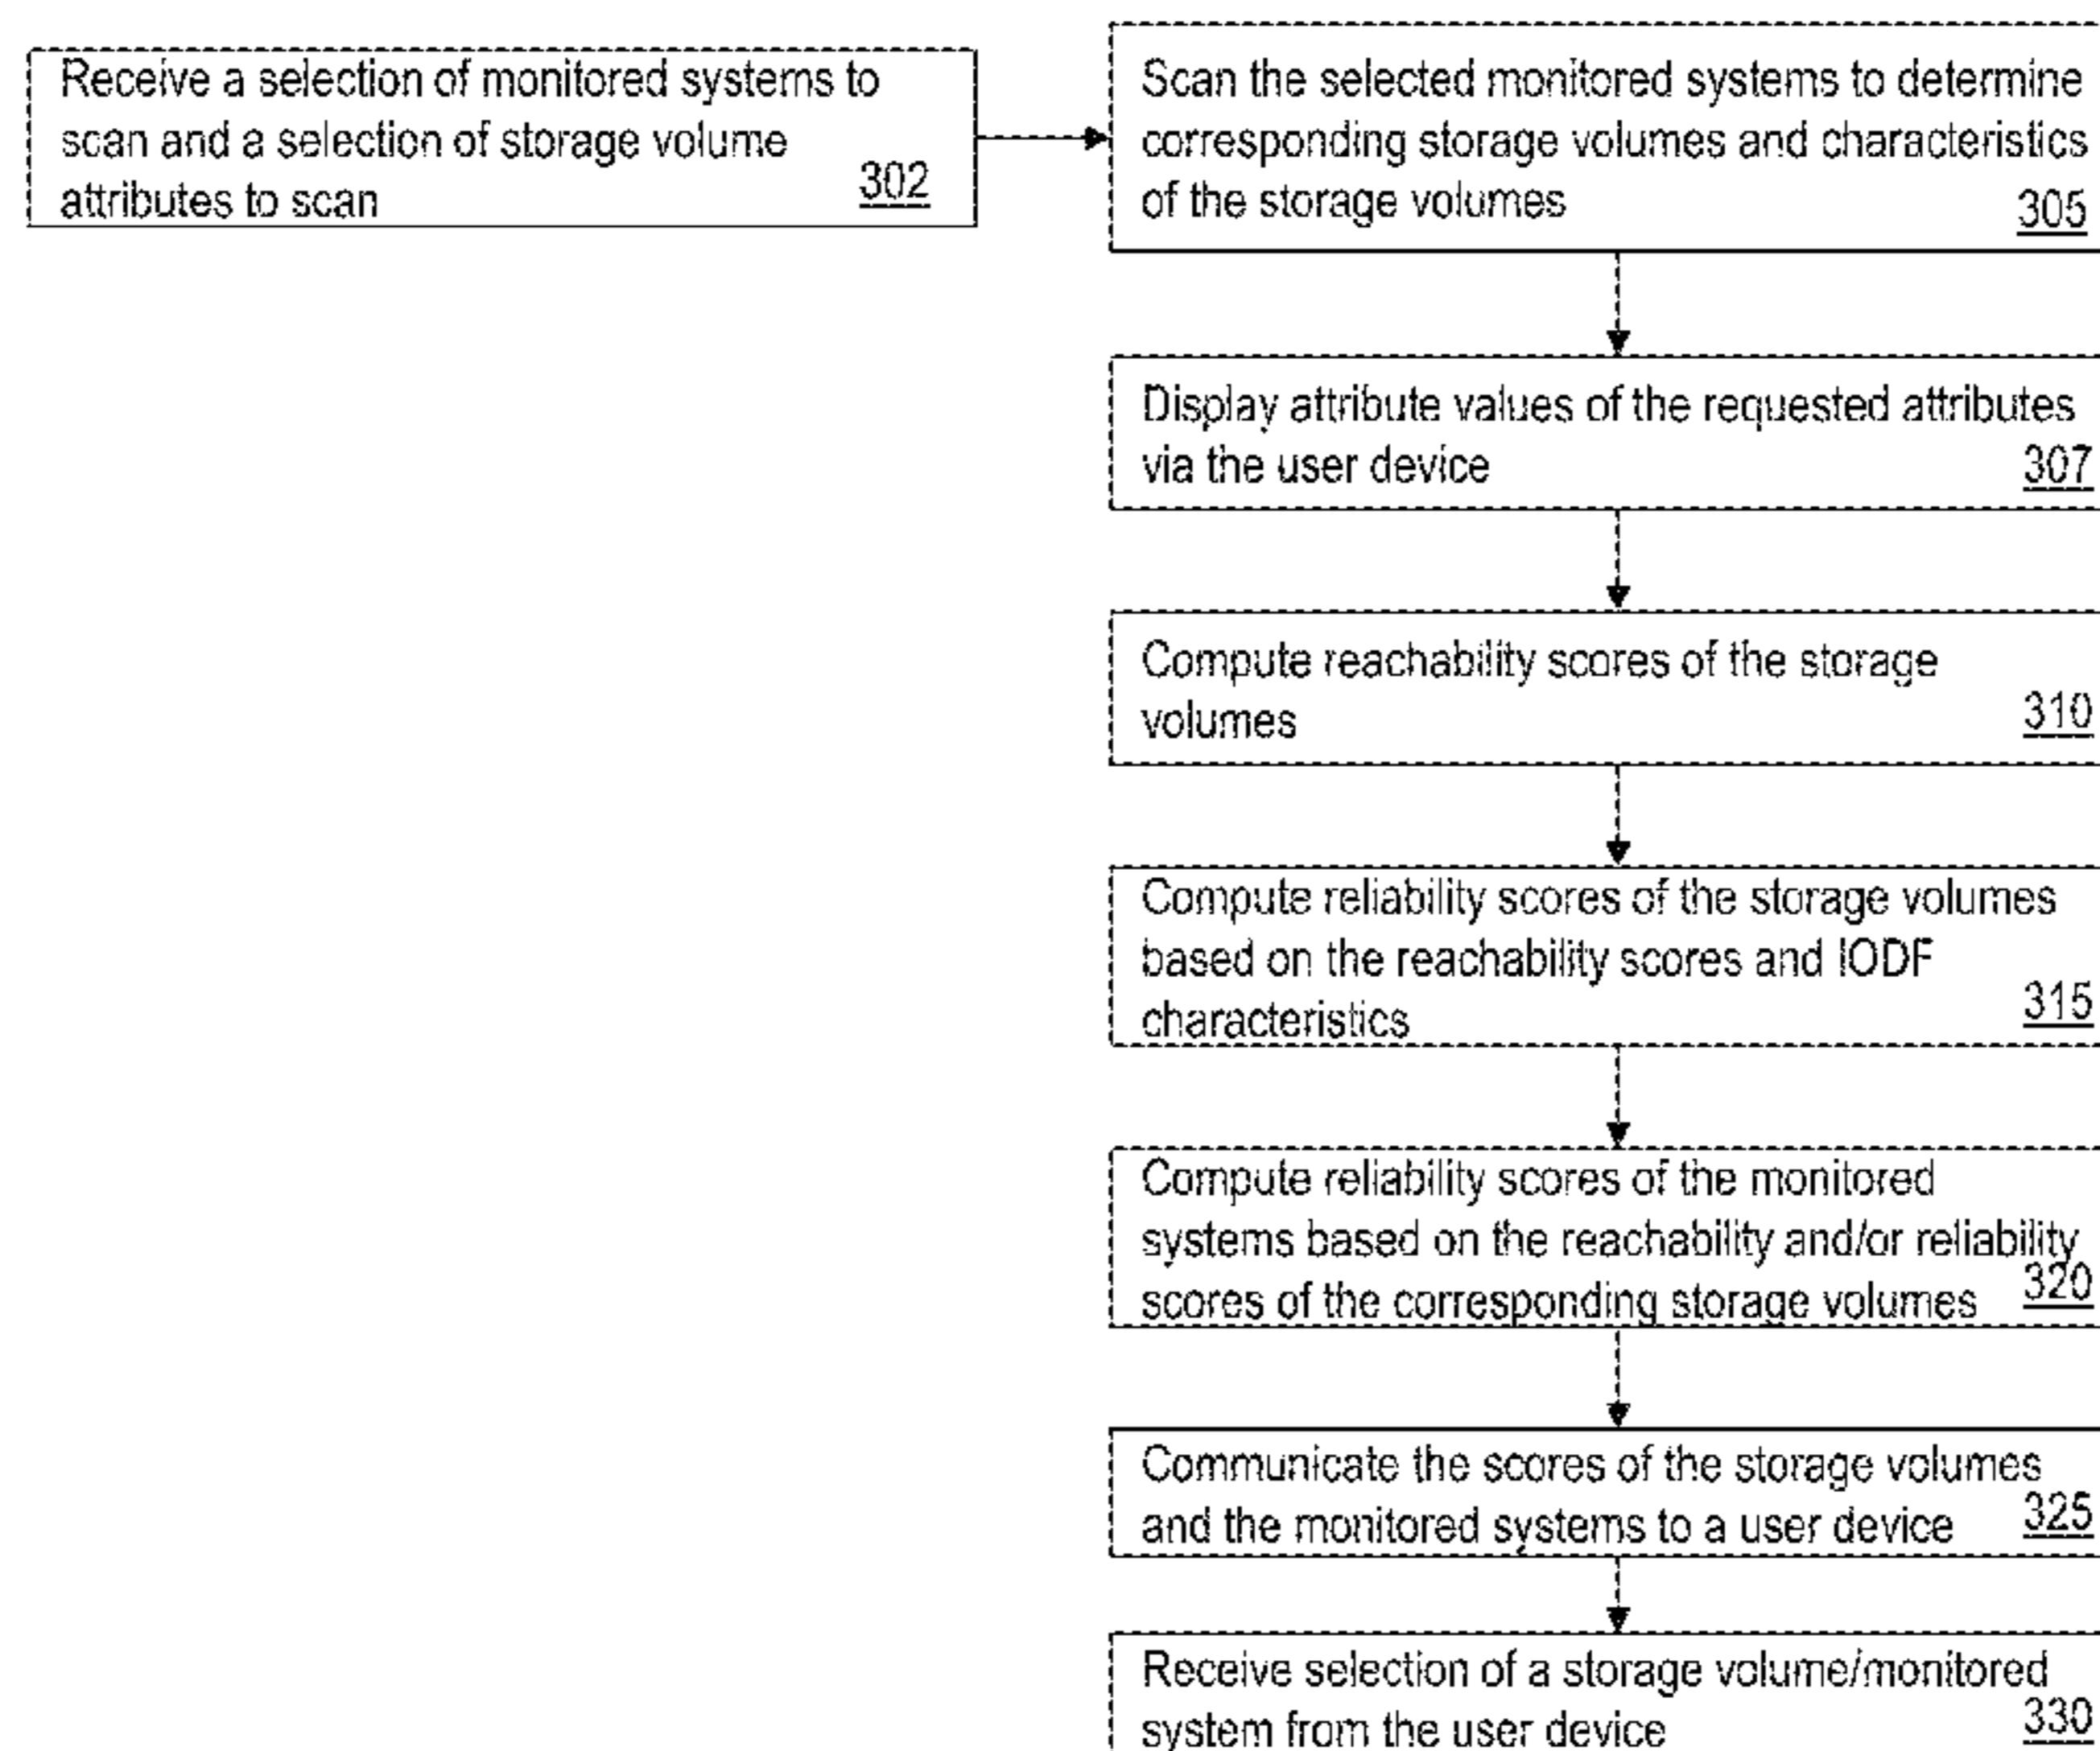 Receive a selection of monitored systems to
scan and a selection of storage volume
attributes to scan
302
Scan the selected monitored systems to determine
corresponding storage volumes and characteristics
of the storage volumes
305
Display attribute values of the requested attributes
via the user device
307
Compute reachability scores of the storage
volumes
310
Compute reliability scores of the storage volumes
based on the reachability scores and IODF
characteristics
315
Compute reliability scores of the monitored
systems based on the reachability and/or reliability
scores of the corresponding storage volumes
320
Communicate the scores of the storage volumes
and the monitored systems to a user device
325
Receive selection of a storage volume/monitored
system from the user device
330